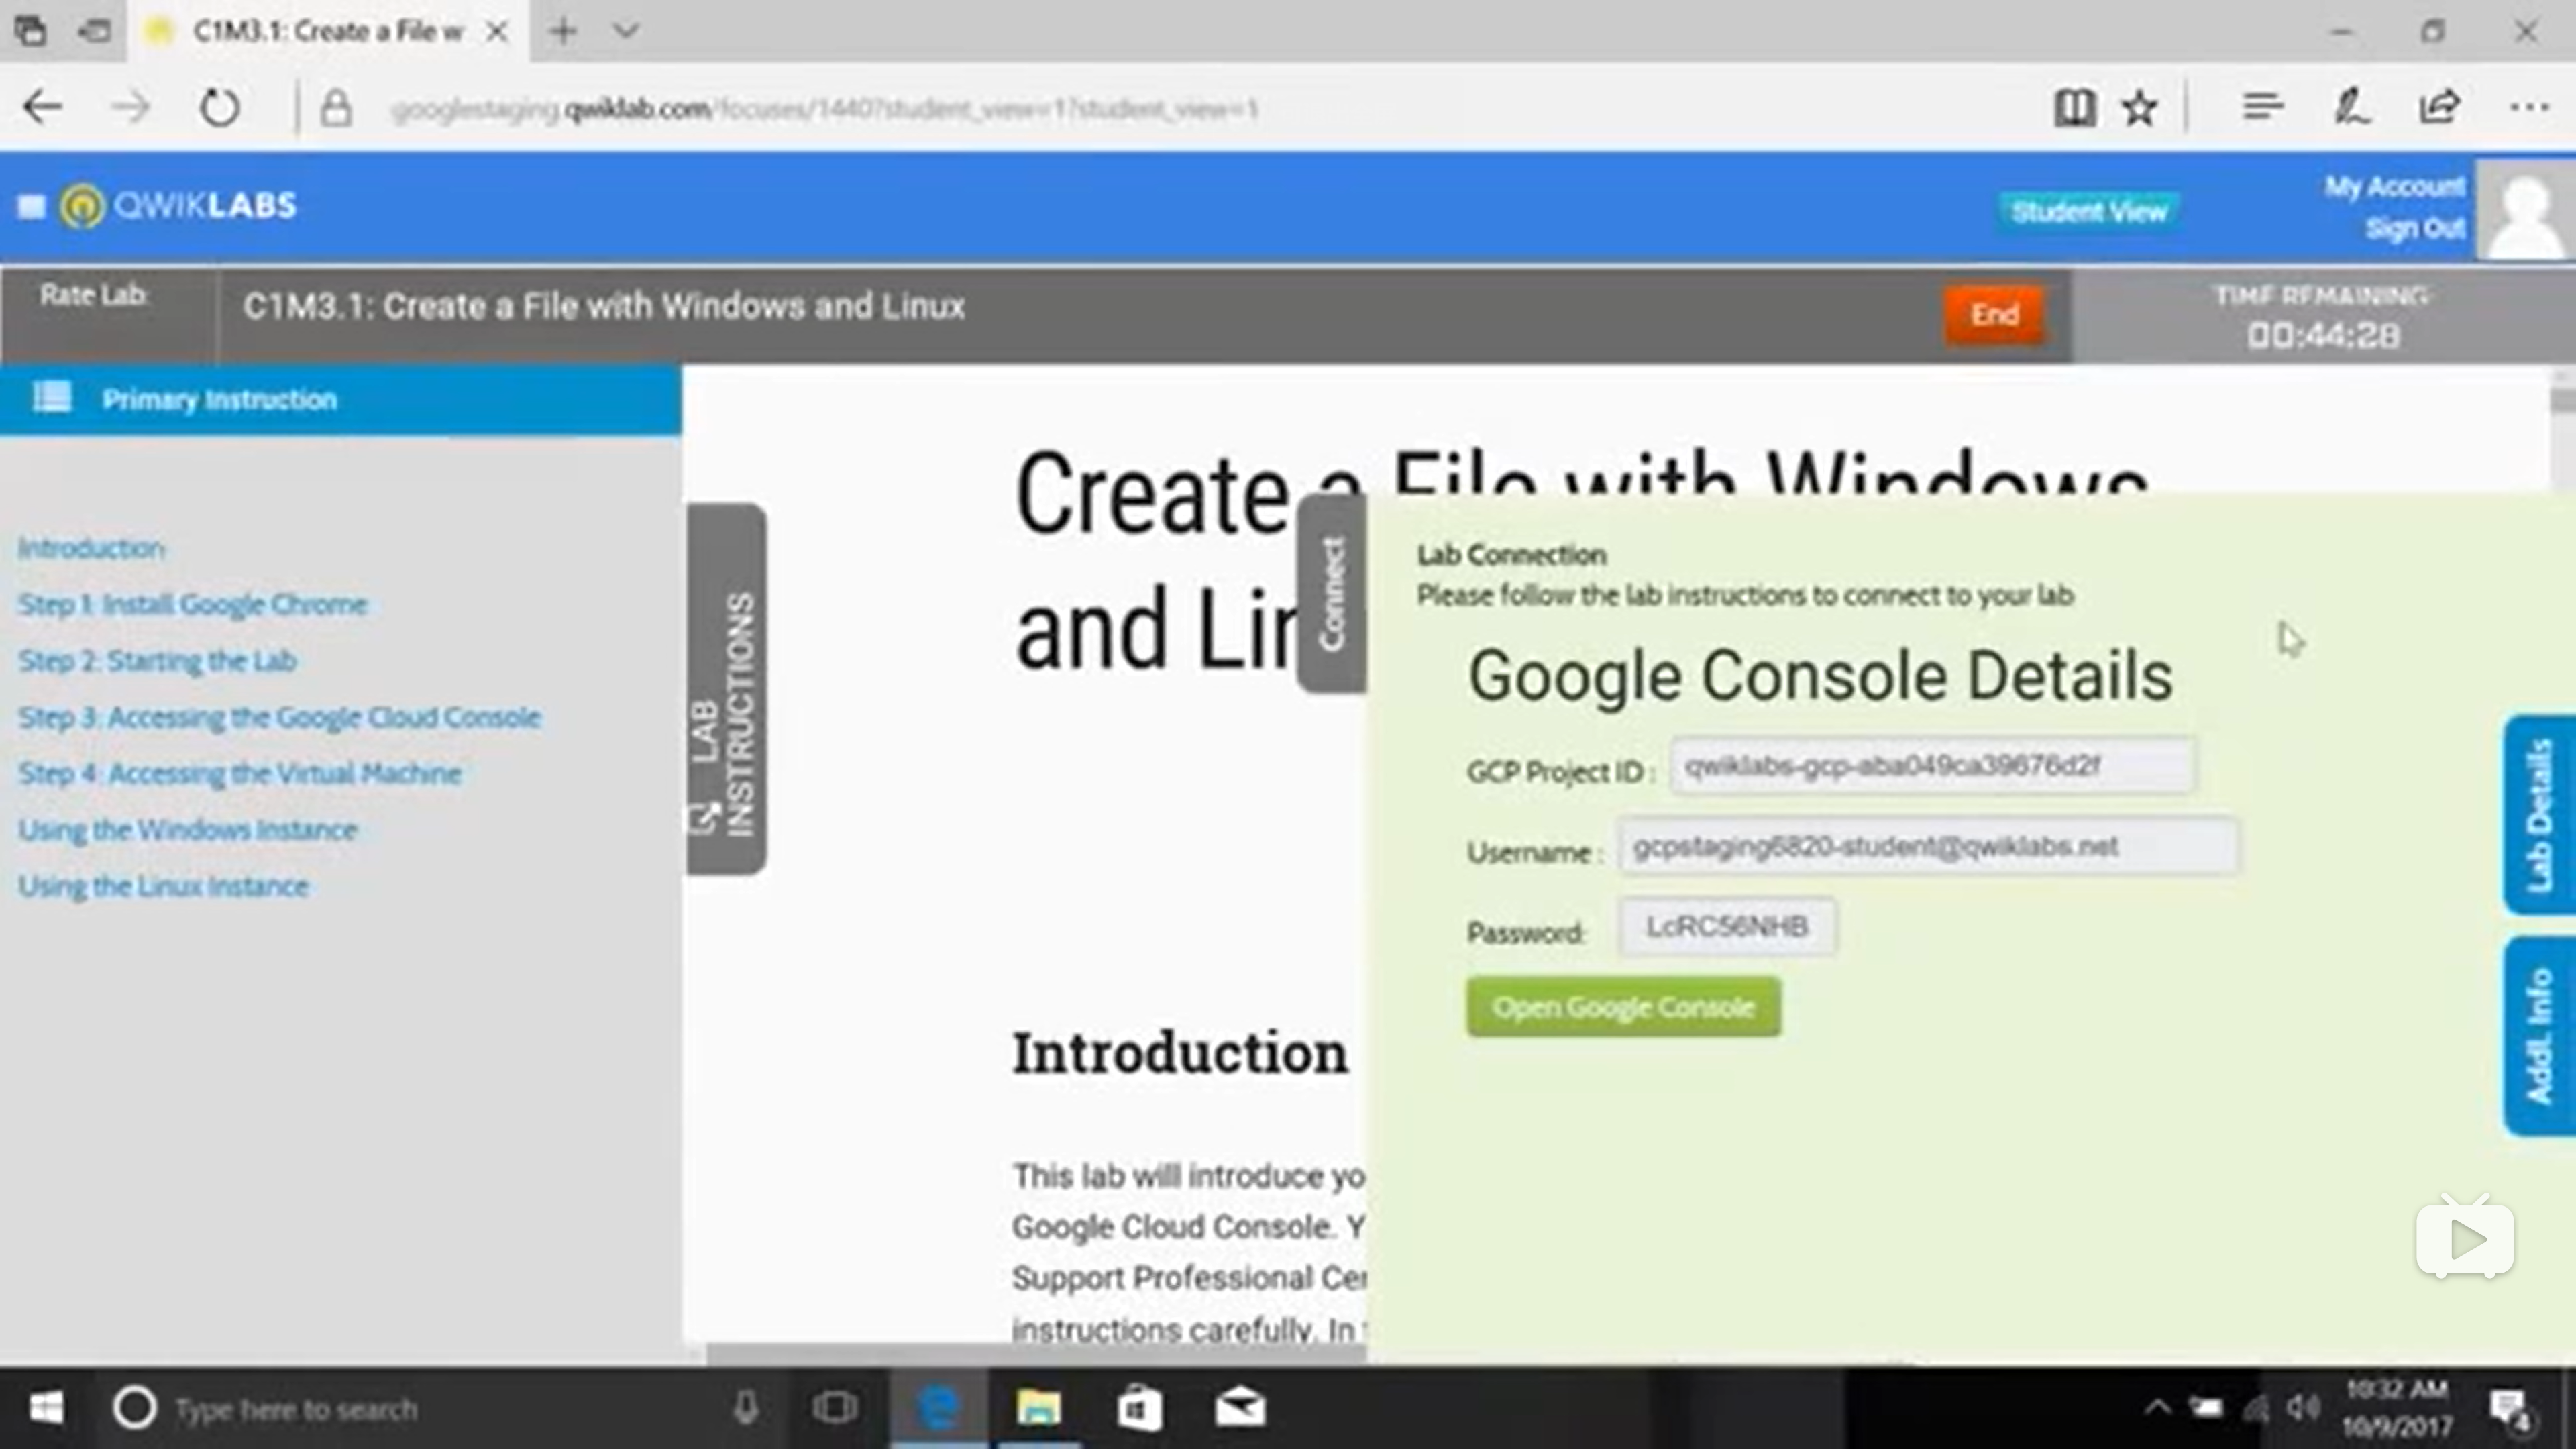 C1M3.1: Create a File w
googlestaging.qwiklab.com/focuses/1440?student_view=1?student_view=1
QWIKLABS
Student View
My Account
Sign Out
Rate Lab
C1M3.1: Create a File with Windows and Linux
End
TIME REMAINING
00:44:28
Primary Instruction
Introduction
Step 1: Install Google Chrome
Step 2: Starting the Lab
Step 3: Accessing the Google Cloud Console
Step 4: Accessing the Virtual Machine
Using the Windows Instance
Using the Linux Instance
LAB
INSTRUCTIONS
Create a File with Windows
and Lin
Introduction
This lab will introduce yo
Google Cloud Console. Y
Support Professional Cer
instructions carefully. In
Connect
Lab Connection
Please follow the lab instructions to connect to your lab
Google Console Details
GCP Project ID : qwiklabs-gcp-aba049ca39676d2f
Username : gcpstaging6820-student@qwiklabs.net
Password: LcRC56NHB
Open Google Console
Lab Details
Addl. Info
Type here to search
10:32 AM
10/9/2017
4